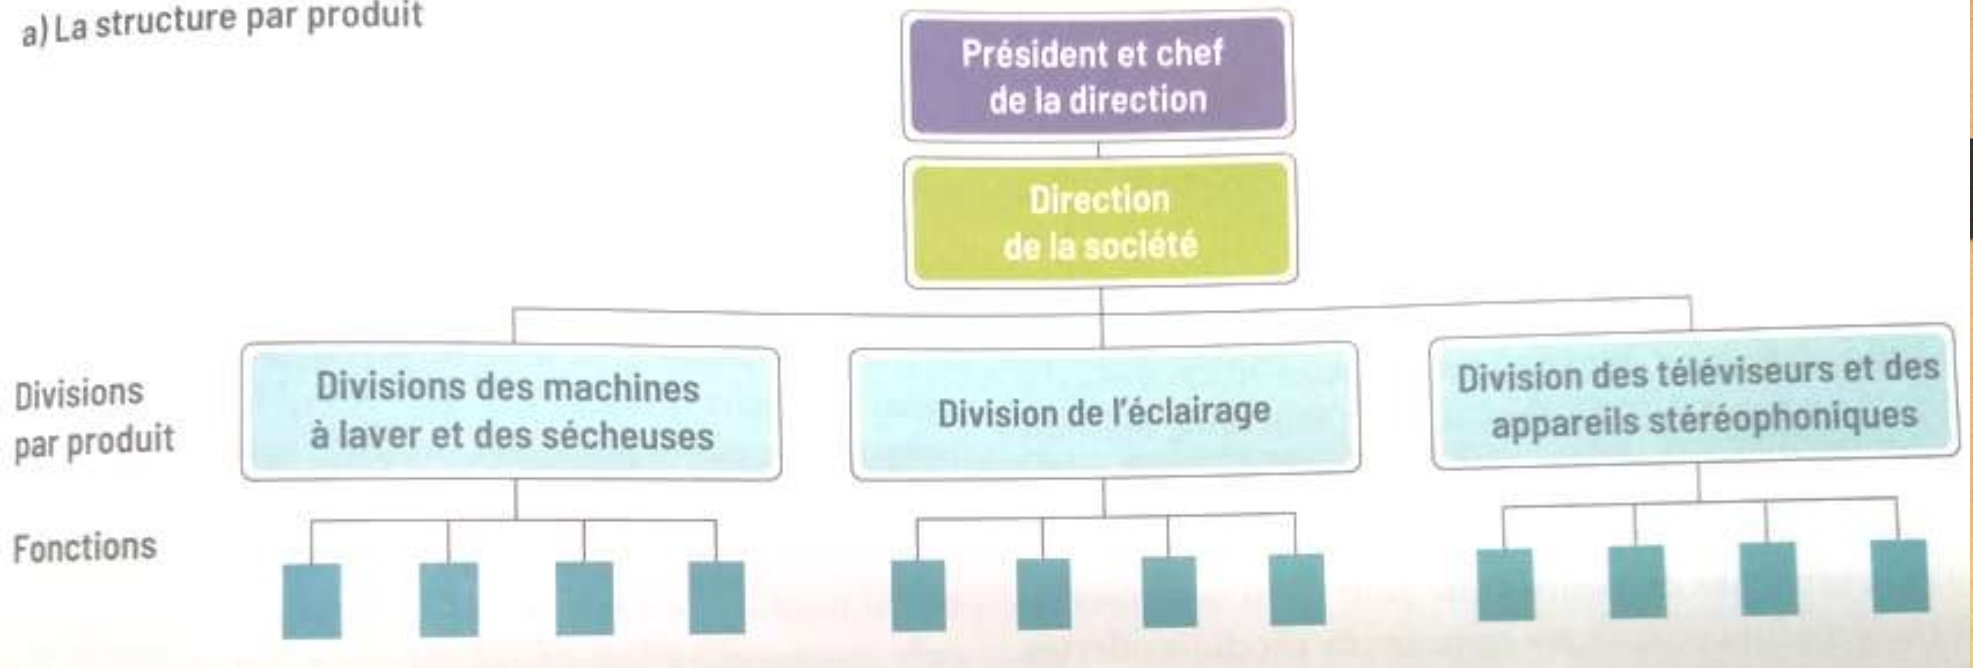 a) La structure par produit
Président et chef
de la direction
Direction
de la société
Divisions
par produit
Divisions des machines
à laver et des sécheuses
Division de l'éclairage
Division des téléviseurs et des
appareils stéréophoniques
Fonctions